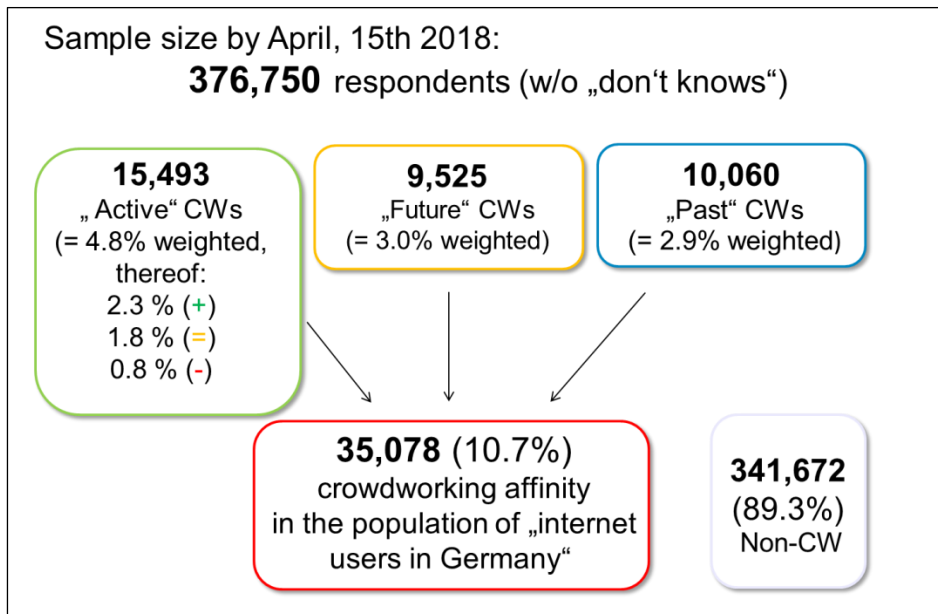 Sample size by April, 15th 2018:
376,750 respondents (w/o „don‘t knows“)
15,493
„ Active“ CWs
(= 4.8% weighted,
thereof:
2.3 % (+)
1.8 % (=)
0.8 % (-)
9,525
„Future“ CWs
(= 3.0% weighted)
10,060
„Past“ CWs
(= 2.9% weighted)
35,078 (10.7%)
crowdworking affinity
in the population of „internet
users in Germany“
341,672
(89.3%)
Non-CW